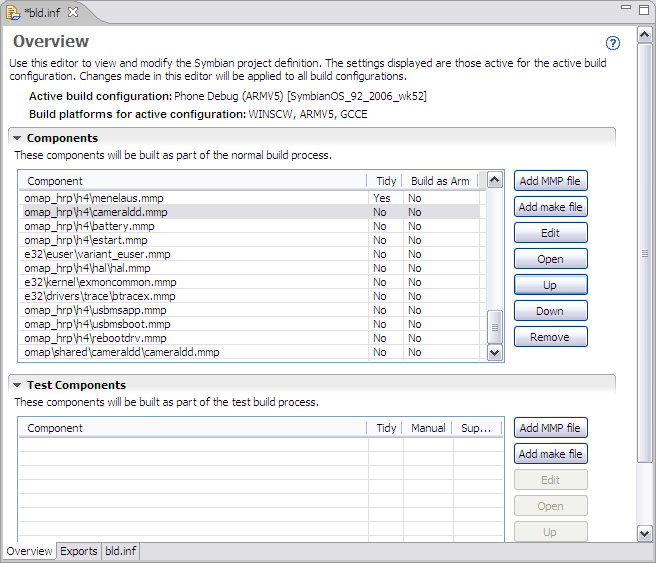 *bld.inf
Overview
Use this editor to view and modify the Symbian project definition. The settings displayed are those active for the active build
configuration. Changes made in this editor will be applied to all build configurations.
Active build configuration: Phone Debug (ARMV5) [SymbianOS_92_2006_wk52]
Build platforms for active configuration: WINSCW, ARMV5, GCCE
Components
These components will be built as part of the normal build process.
Component Tidy Build as Arm
omap_hrp\h4\menelaus.mmp Yes No
omap_hrp\h4\cameraldd.mmp No No
omap_hrp\h4\battery.mmp No No
omap_hrp\h4\estart.mmp No No
e32\euser\variant_euser.mmp No No
omap_hrp\hal\hal.mmp No No
e32\kernel\exmoncommon.mmp No No
e32\drivers\trace\btracex.mmp No No
omap_hrp\h4\usbmsapp.mmp No No
omap_hrp\h4\usbmsboot.mmp No No
omap_hrp\h4\rebootdrv.mmp No No
omap\shared\cameraldd\cameraldd.mmp No No
Add MMP file
Add make file
Edit
Open
Up
Down
Remove
Test Components
These components will be built as part of the test build process.
Component Tidy Manual Sup...
Add MMP file
Add make file
Edit
Open
Up
Overview Exports bld.inf